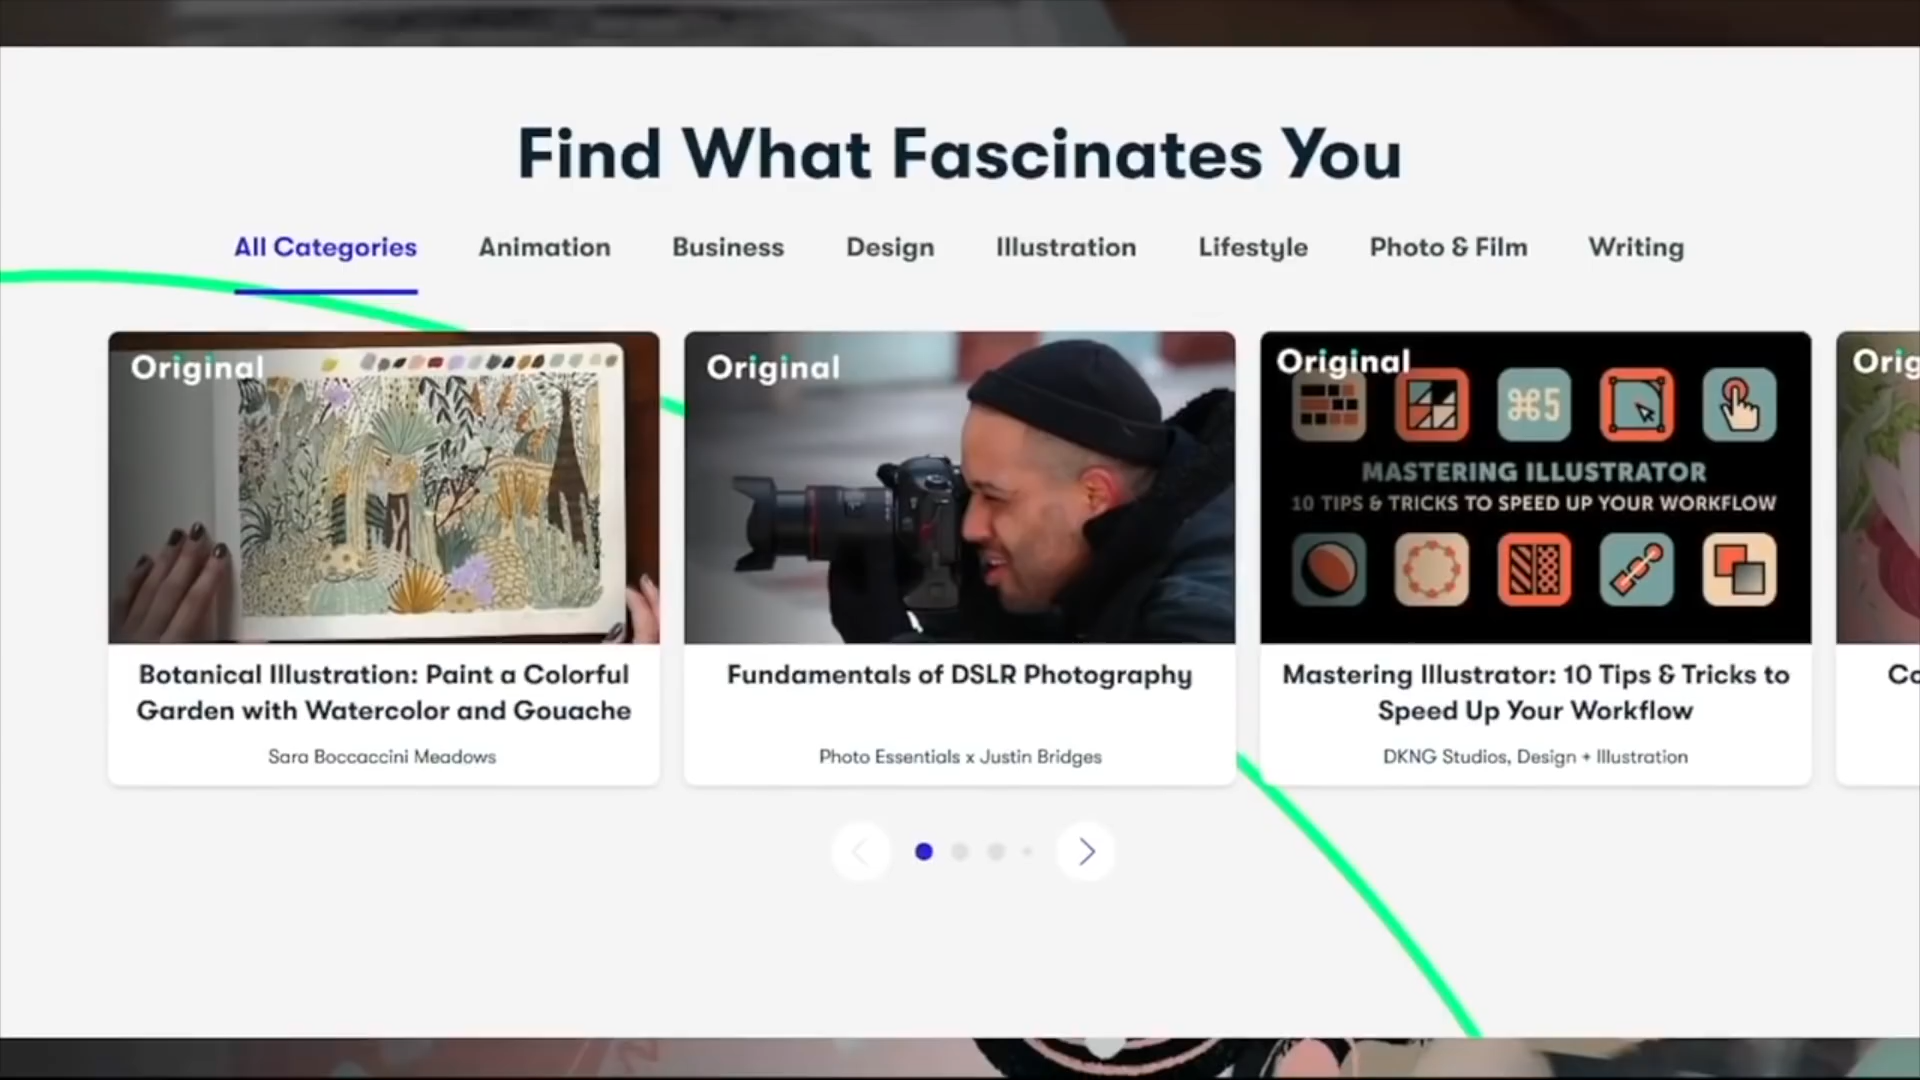 Find What Fascinates You
All Categories Animation Business Design Illustration Lifestyle Photo & Film Writing
Original
Botanical Illustration: Paint a Colorful
Garden with Watercolor and Gouache
Sara Boccaccini Meadows
Original
Fundamentals of DSLR Photography
Photo Essentials x Justin Bridges
Original
⌘5
MASTERING ILLUSTRATOR
10 TIPS & TRICKS TO SPEED UP YOUR WORKFLOW
Mastering Illustrator: 10 Tips & Tricks to
Speed Up Your Workflow
DKNG Studios, Design + Illustration
Orig
Co